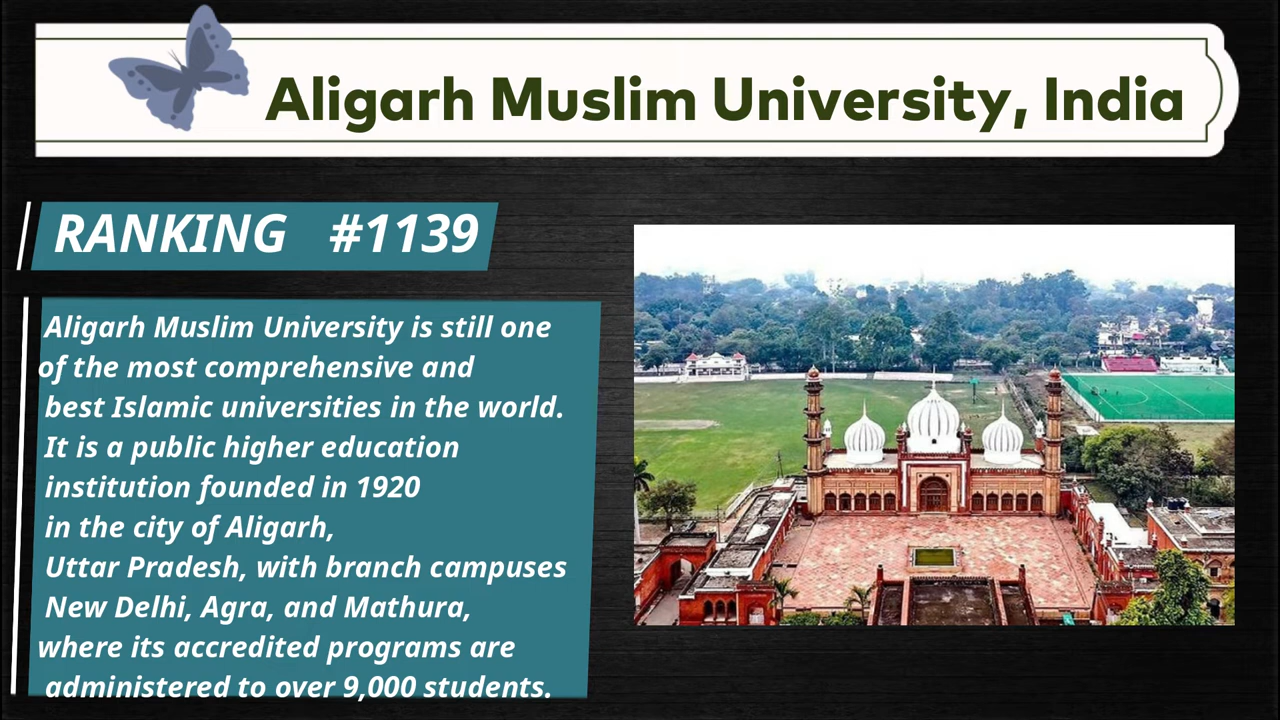 Aligarh Muslim University, India
RANKING #1139
Aligarh Muslim University is still one
of the most comprehensive and
best Islamic universities in the world.
It is a public higher education
institution founded in 1920
in the city of Aligarh,
Uttar Pradesh, with branch campuses
New Delhi, Agra, and Mathura,
where its accredited programs are
administered to over 9,000 students.